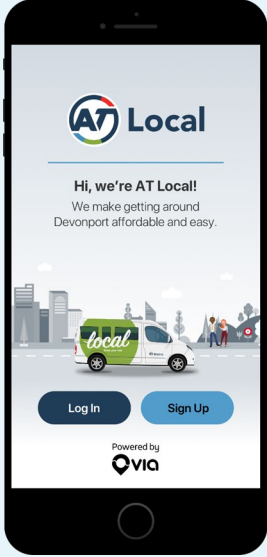 AT Local
Hi, we're AT Local!
We make getting around
Devonport affordable and easy.
local
Log In
Sign Up
Powered by
via